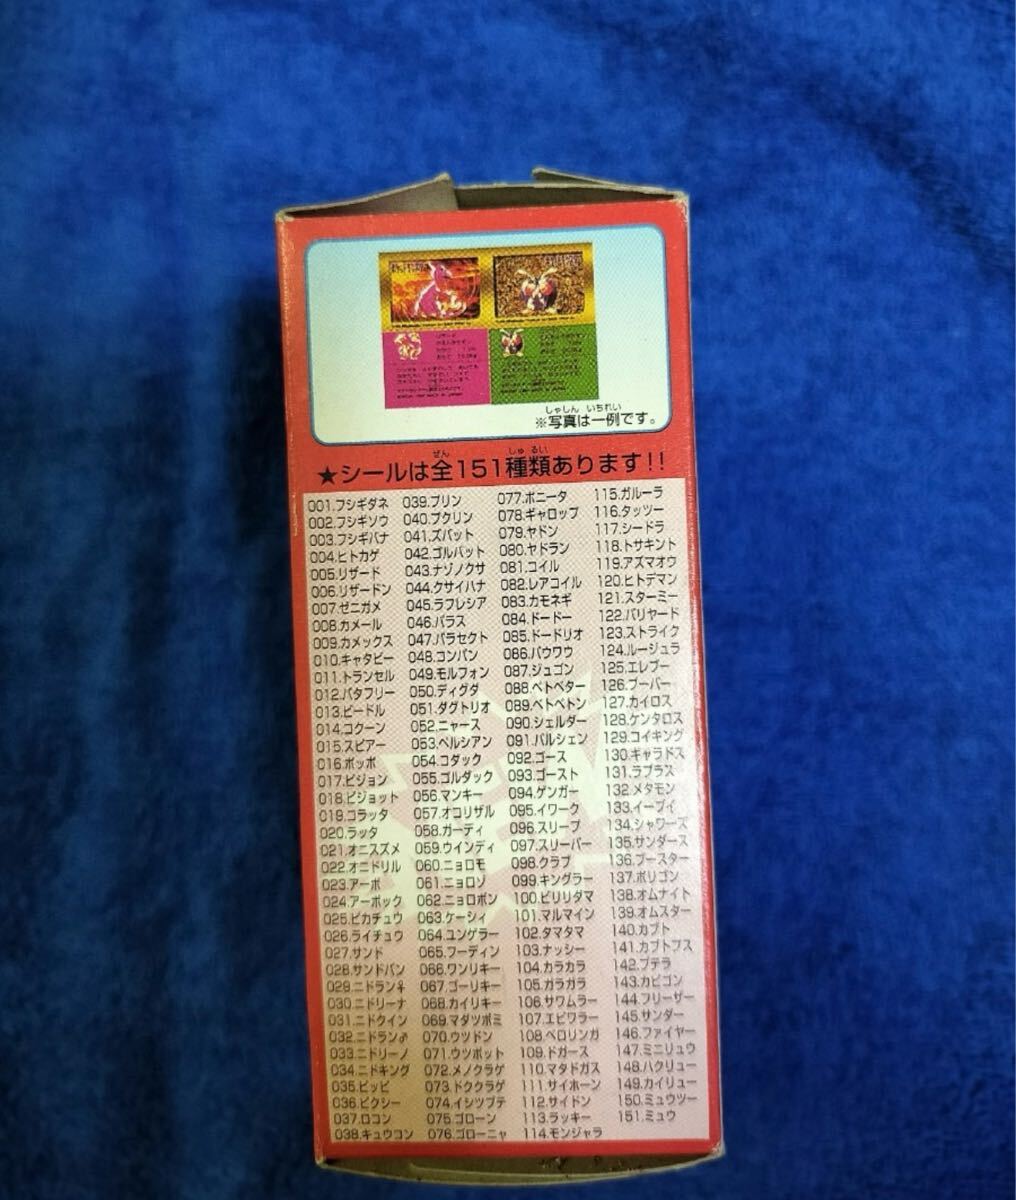 しゃしん いちれい
※写真は一例です。
ぜん しゅるい
★シールは全151種類あります!!
001.フシギダネ
002.フシギソウ
003.フシギバナ
004.ヒトカゲ
005.リザード
006.リザードン
007.ゼニガメ
008.カメール
009.カメックス
010.キャタピー
011.トランセル
012.バタフリー
013.ビードル
014.コクーン
015.スピアー
016.ポッポ
017.ピジョン
018.ピジョット
019.コラッタ
020.ラッタ
021.オニスズメ
022.オニドリル
023.アーボ
024.アーボック
025.ピカチュウ
026.ライチュウ
027.サンド
028.サンドパン
029.ニドラン♀
030.ニドリーナ
031.ニドクイン
032.ニドラン♂
033.ニドリーノ
034.ニドキング
035.ピッピ
036.ピクシー
037.ロコン
038.キュウコン
039.プリン
040.プクリン
041.ズバット
042.ゴルバット
043.ナゾノクサ
044.クサイハナ
045.ラフレシア
046.パラス
047.パラセクト
048.コンパン
049.モルフォン
050.ディグダ
051.ダグトリオ
052.ニャース
053.ペルシアン
054.コダック
055.ゴルダック
056.マンキー
057.オコリザル
058.ガーディ
059.ウインディ
060.ニョロモ
061.ニョロゾ
062.ニョロボン
063.ケーシィ
064.ユンゲラー
065.フーディン
066.ワンリキー
067.ゴーリキー
068.カイリキー
069.マダツボミ
070.ウツドン
071.ウツボット
072.メノクラゲ
073.ドククラゲ
074.イシツブテ
075.ゴローン
076.ゴローニャ
077.ポニータ
078.ギャロップ
079.ヤドン
080.ヤドラン
081.コイル
082.レアコイル
083.カモネギ
084.ドードー
085.ドードリオ
086.パウワウ
087.ジュゴン
088.ベトベター
089.ベトベトン
090.シェルダー
091.パルシェン
092.ゴース
093.ゴースト
094.ゲンガー
095.イワーク
096.スリープ
097.スリーパー
098.クラブ
099.キングラー
100.ビリリダマ
101.マルマイン
102.タマタマ
103.ナッシー
104.カラカラ
105.ガラガラ
106.サワムラー
107.エビワラー
108.ベロリンガ
109.ドガース
110.マタドガス
111.サイホーン
112.サイドン
113.ラッキー
114.モンジャラ
115.ガルーラ
116.タッツー
117.シードラ
118.トサキント
119.アズマオウ
120.ヒトデマン
121.スターミー
122.バリヤード
123.ストライク
124.ルージュラ
125.エレブー
126.ブーバー
127.カイロス
128.ケンタロス
129.コイキング
130.ギャラドス
131.ラプラス
132.メタモン
133.イーブイ
134.シャワーズ
135.サンダース
136.ブースター
137.ポリゴン
138.オムナイト
139.オムスター
140.カブト
141.カブトプス
142.プテラ
143.カビゴン
144.フリーザー
145.サンダー
146.ファイヤー
147.ミニリュウ
148.ハクリュー
149.カイリュー
150.ミュウツー
151.ミュウ